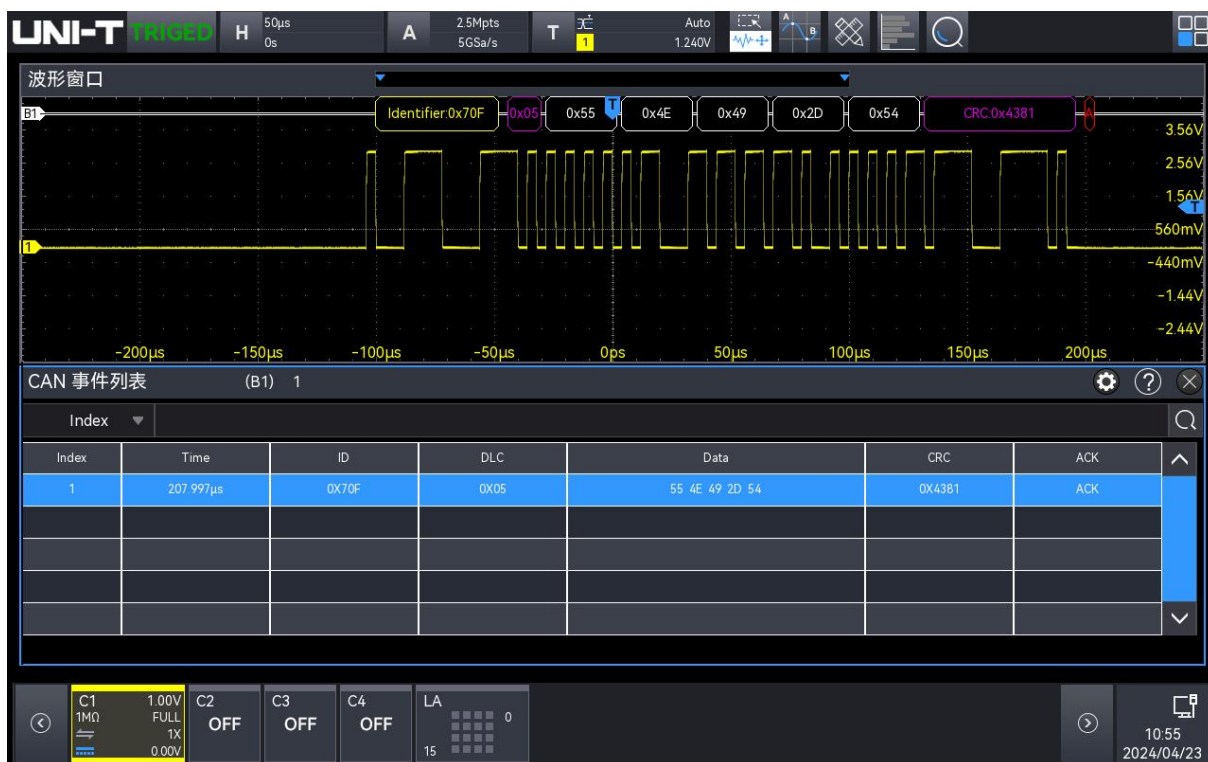 UNI-T TRIGED H 50μs 0s A 2.5Mpts 5GSa/s T 1 Auto 1.240V A B
波形窗口
B1 Identifier:0x70F 0x05 0x55 T 0x4E 0x49 0x2D 0x54 CRC:0x4381 A
3.56V
2.56V
1.56V
T
560mV
1
-440mV
-1.44V
-2.44V
-200μs -150μs -100μs -50μs 0ps 50μs 100μs 150μs 200μs
CAN 事件列表 (B1) 1
Index
Index Time ID DLC Data CRC ACK
1 207.997μs 0X70F 0X05 55 4E 49 2D 54 0X4381 ACK
C1 1.00V C2 C3 C4 LA
1MΩ FULL OFF OFF OFF 0
1X
0.00V 15
10:55
2024/04/23